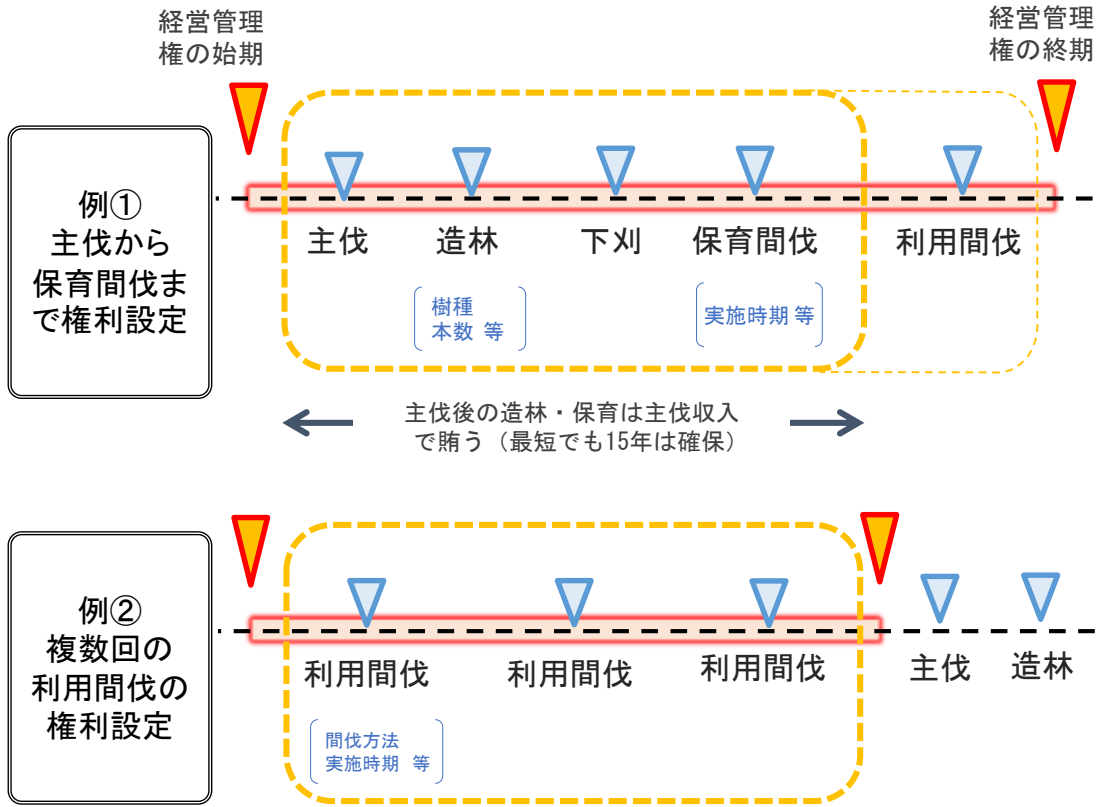 経営管理
権の始期
経営管理
権の終期
例①
主伐から
保育間伐ま
で権利設定
主伐
造林
下刈
保育間伐
利用間伐
樹種
本数 等
実施時期 等
主伐後の造林・保育は主伐収入
で賄う（最短でも15年は確保）
例②
複数回の
利用間伐の
権利設定
利用間伐
利用間伐
利用間伐
主伐
造林
間伐方法
実施時期 等